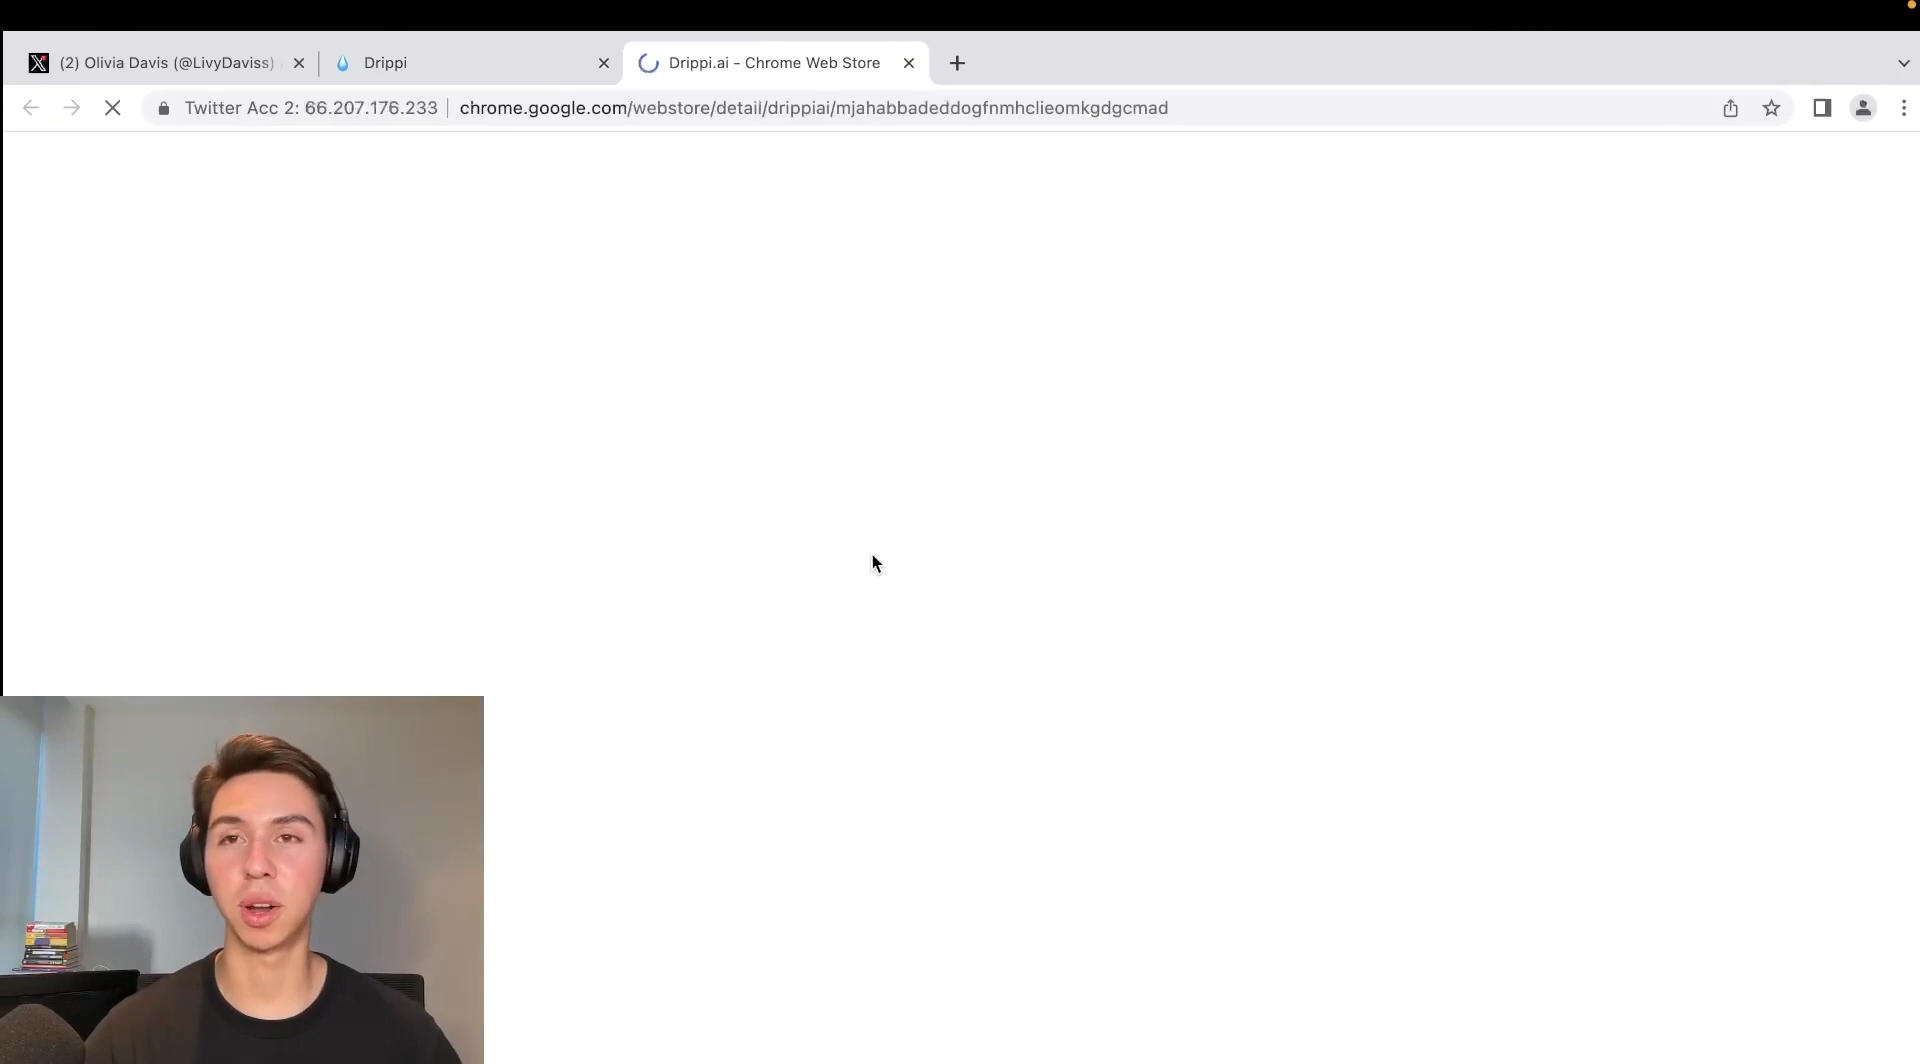 (2) Olivia Davis (@LivyDaviss)
Drippi
Drippi.ai - Chrome Web Store
Twitter Acc 2: 66.207.176.233
chrome.google.com/webstore/detail/drippiai/mjahabbadeddogfnmhclieomkgdgcmad